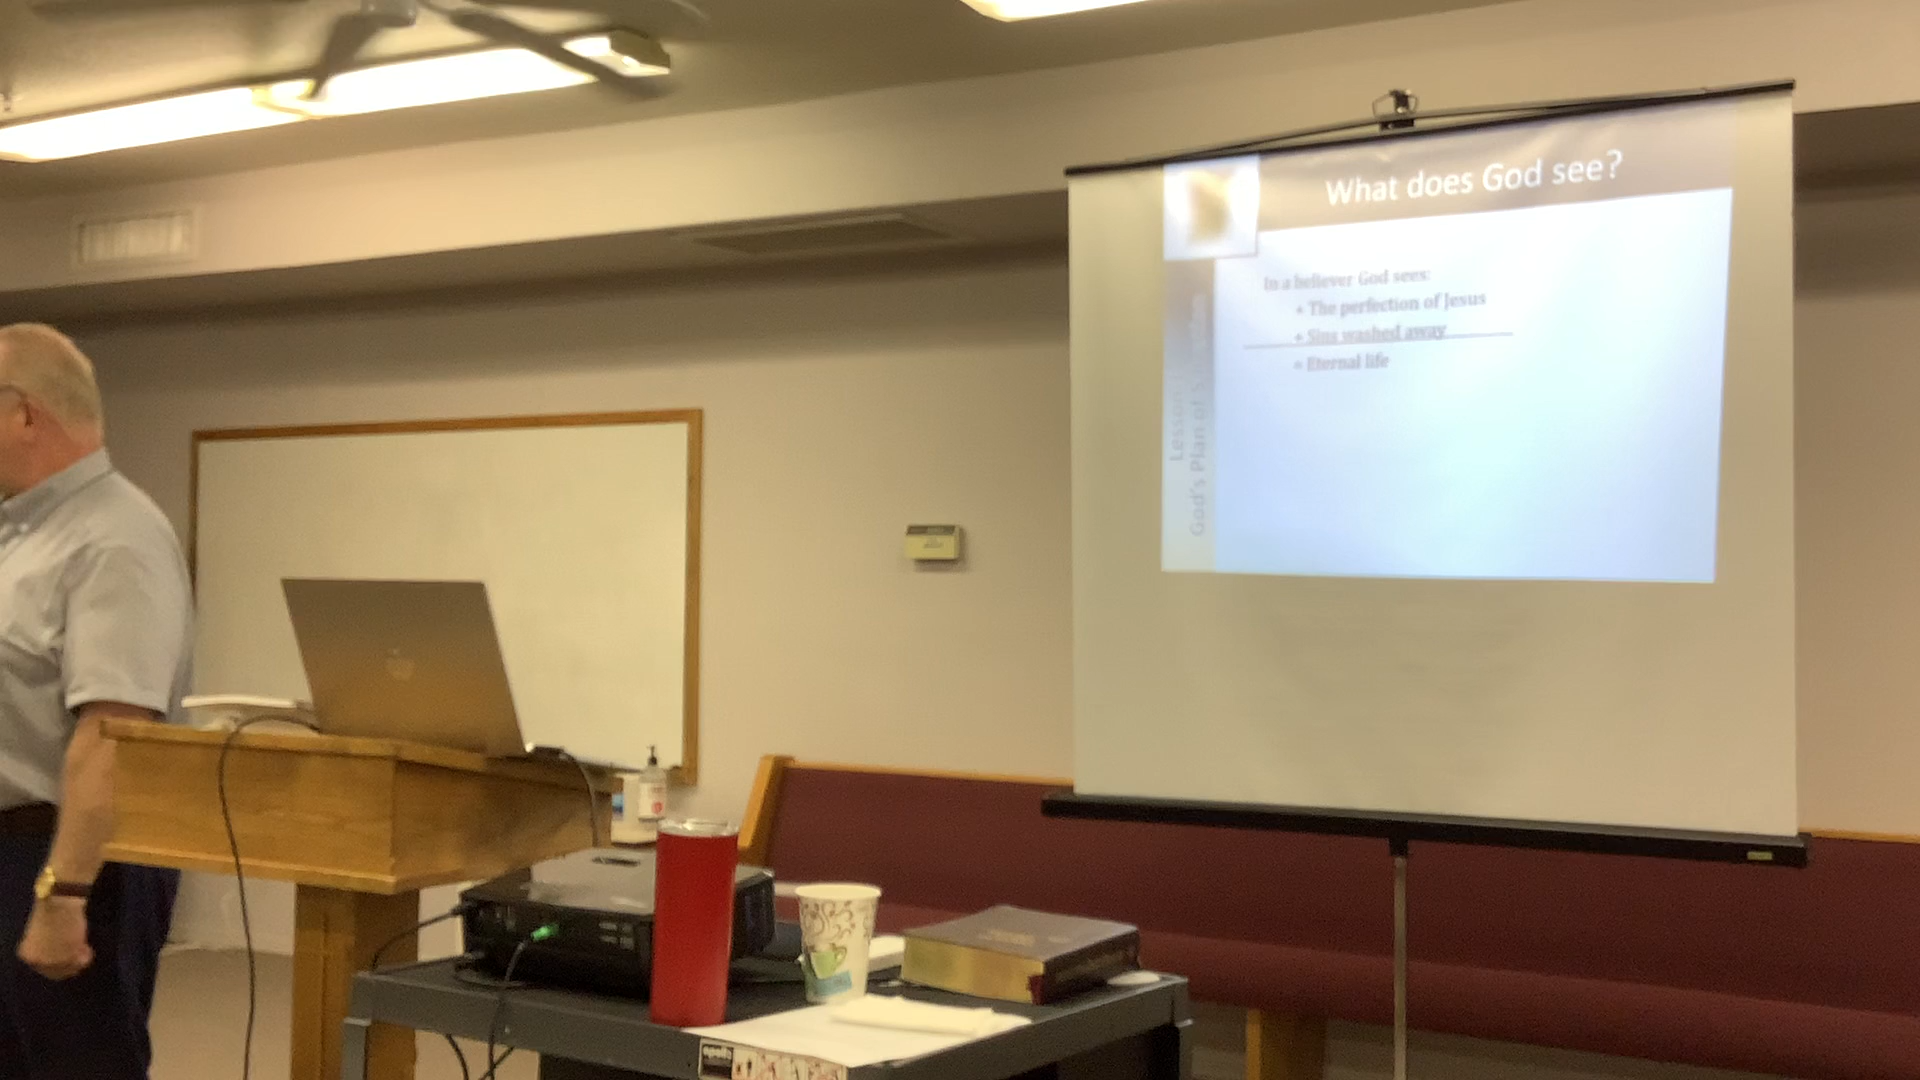 What does God see?
In a believer God sees:
+ The perfection of Jesus
+ Sins washed away
= Eternal life
Lesson
God's Plan of